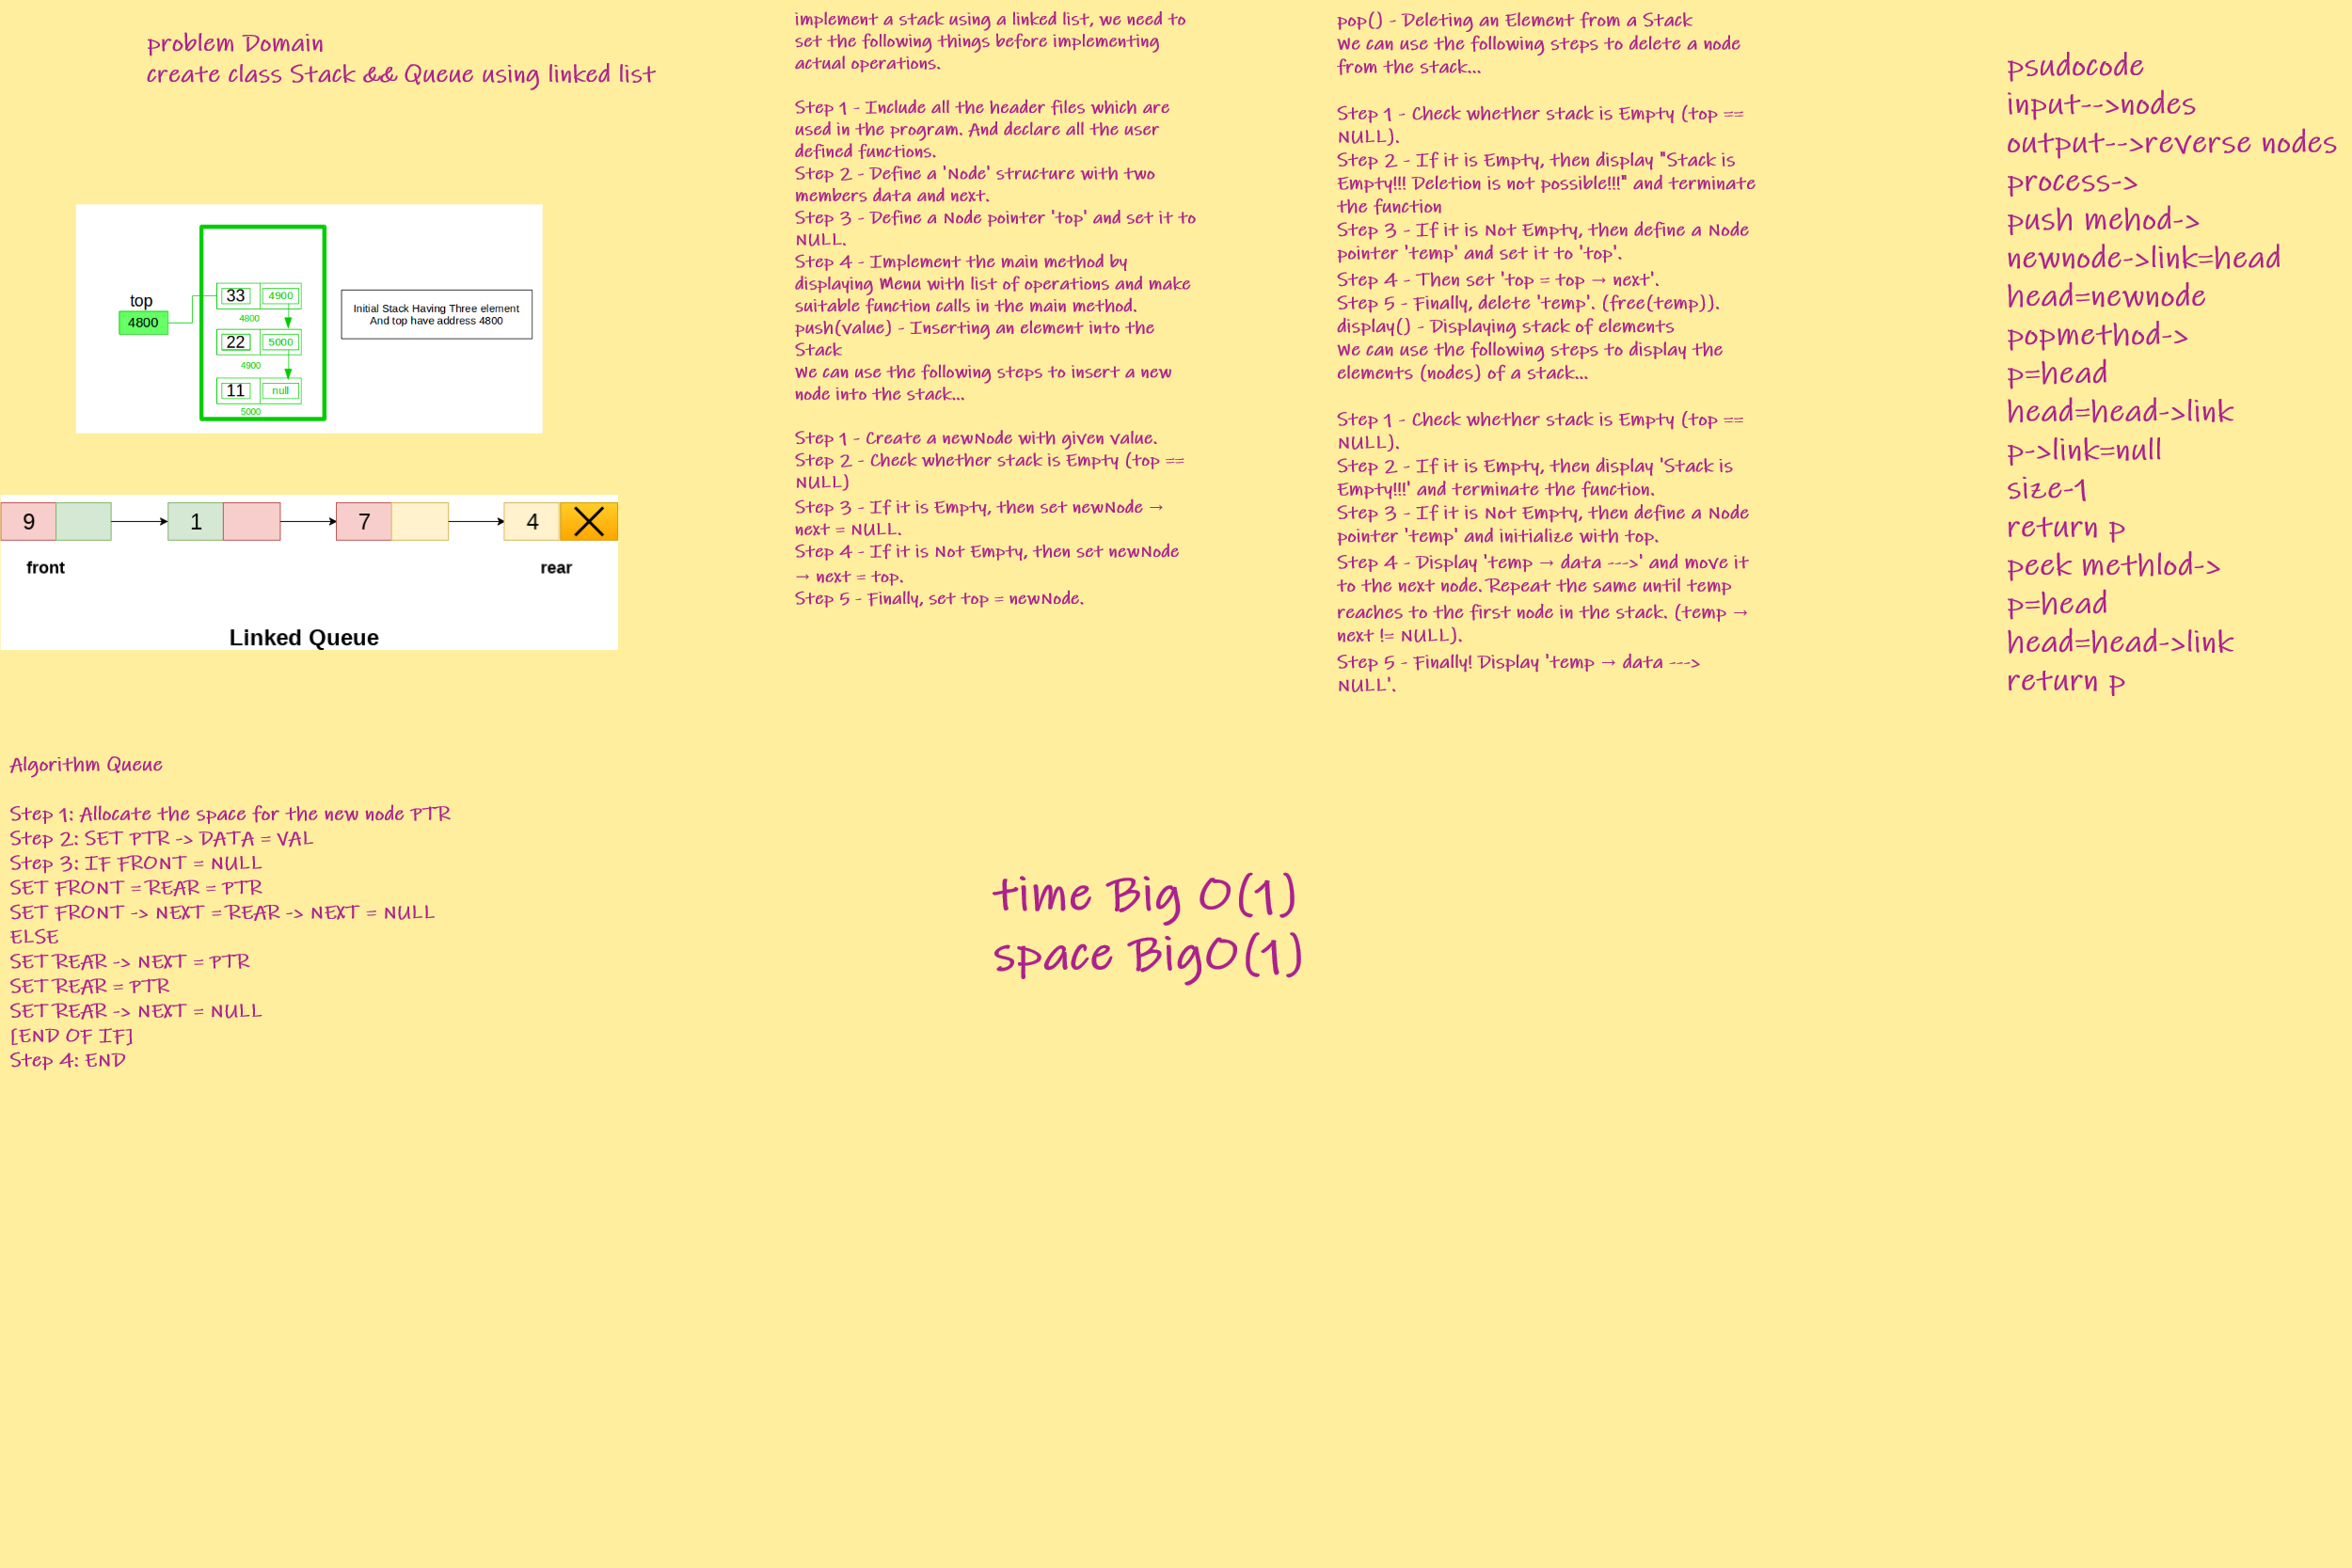 problem Domain
create class Stack && Queue using linked list
top
4800
33
4900
4800
22
5000
4900
11
null
5000
Initial Stack Having Three element
And top have address 4800
9
1
7
4
front
rear
Linked Queue
implement a stack using a linked list, we need to
set the following things before implementing
actual operations.
Step 1 - Include all the header files which are
used in the program. And declare all the user
defined functions.
Step 2 - Define a 'Node' structure with two
members data and next.
Step 3 - Define a Node pointer 'top' and set it to
NULL.
Step 4 - Implement the main method by
displaying Menu with list of operations and make
suitable function calls in the main method.
push(value) - Inserting an element into the
Stack
We can use the following steps to insert a new
node into the stack...
Step 1 - Create a newNode with given value.
Step 2 - Check whether stack is Empty (top ==
NULL)
Step 3 - If it is Empty, then set newNode →
next = NULL.
Step 4 - If it is Not Empty, then set newNode
→ next = top.
Step 5 - Finally, set top = newNode.
pop() - Deleting an Element from a Stack
We can use the following steps to delete a node
from the stack...
Step 1 - Check whether stack is Empty (top ==
NULL).
Step 2 - If it is Empty, then display "Stack is
Empty!!! Deletion is not possible!!!" and terminate
the function
Step 3 - If it is Not Empty, then define a Node
pointer 'temp' and set it to 'top'.
Step 4 - Then set 'top = top → next'.
Step 5 - Finally, delete 'temp'. (free(temp)).
display() - Displaying stack of elements
We can use the following steps to display the
elements (nodes) of a stack...
Step 1 - Check whether stack is Empty (top ==
NULL).
Step 2 - If it is Empty, then display 'Stack is
Empty!!!' and terminate the function.
Step 3 - If it is Not Empty, then define a Node
pointer 'temp' and initialize with top.
Step 4 - Display 'temp → data --->' and move it
to the next node. Repeat the same until temp
reaches to the first node in the stack. (temp →
next != NULL).
Step 5 - Finally! Display 'temp → data --->
NULL'.
psudocode
input-->nodes
output-->reverse nodes
process->
push mehod->
newnode->link=head
head=newnode
popmethod->
p=head
head=head->link
p->link=null
size-1
return p
peek methlod->
p=head
head=head->link
return p
Algorithm Queue
Step 1: Allocate the space for the new node PTR
Step 2: SET PTR -> DATA = VAL
Step 3: IF FRONT = NULL
SET FRONT = REAR = PTR
SET FRONT -> NEXT = REAR -> NEXT = NULL
ELSE
SET REAR -> NEXT = PTR
SET REAR = PTR
SET REAR -> NEXT = NULL
[END OF IF]
Step 4: END
time Big O(1)
space BigO(1)